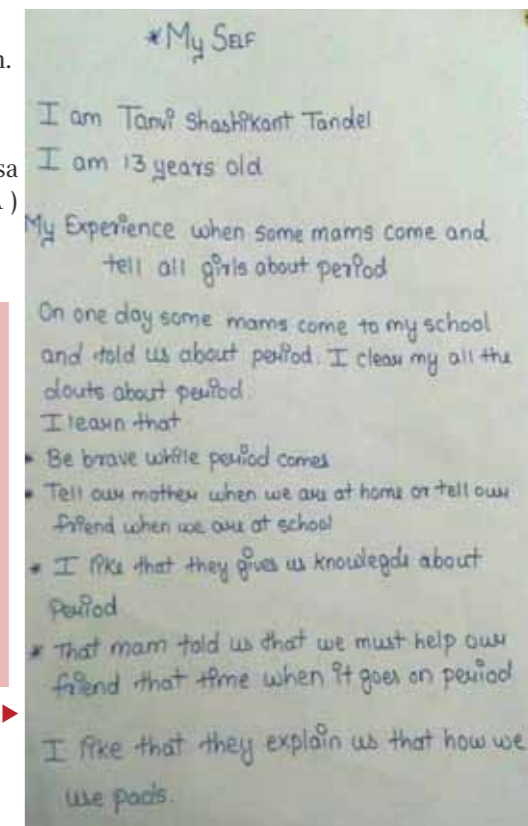 n.
sa
)
*My SELF
I am Tanvi Shashikant Tandel
I am 13 years old
My Experience when some mams come and
tell all girls about period
On one day some mams come to my school
and told us about period. I clear my all the
douts about period.
I learn that
• Be brave while period comes
• Tell our mother when we are at home or tell our
friend when we are at school
* I like that they gives us knowlegde about
Period
* That mam told us that we must help our
friend that time when it goes on period
I like that they explain us that how we
use pads.